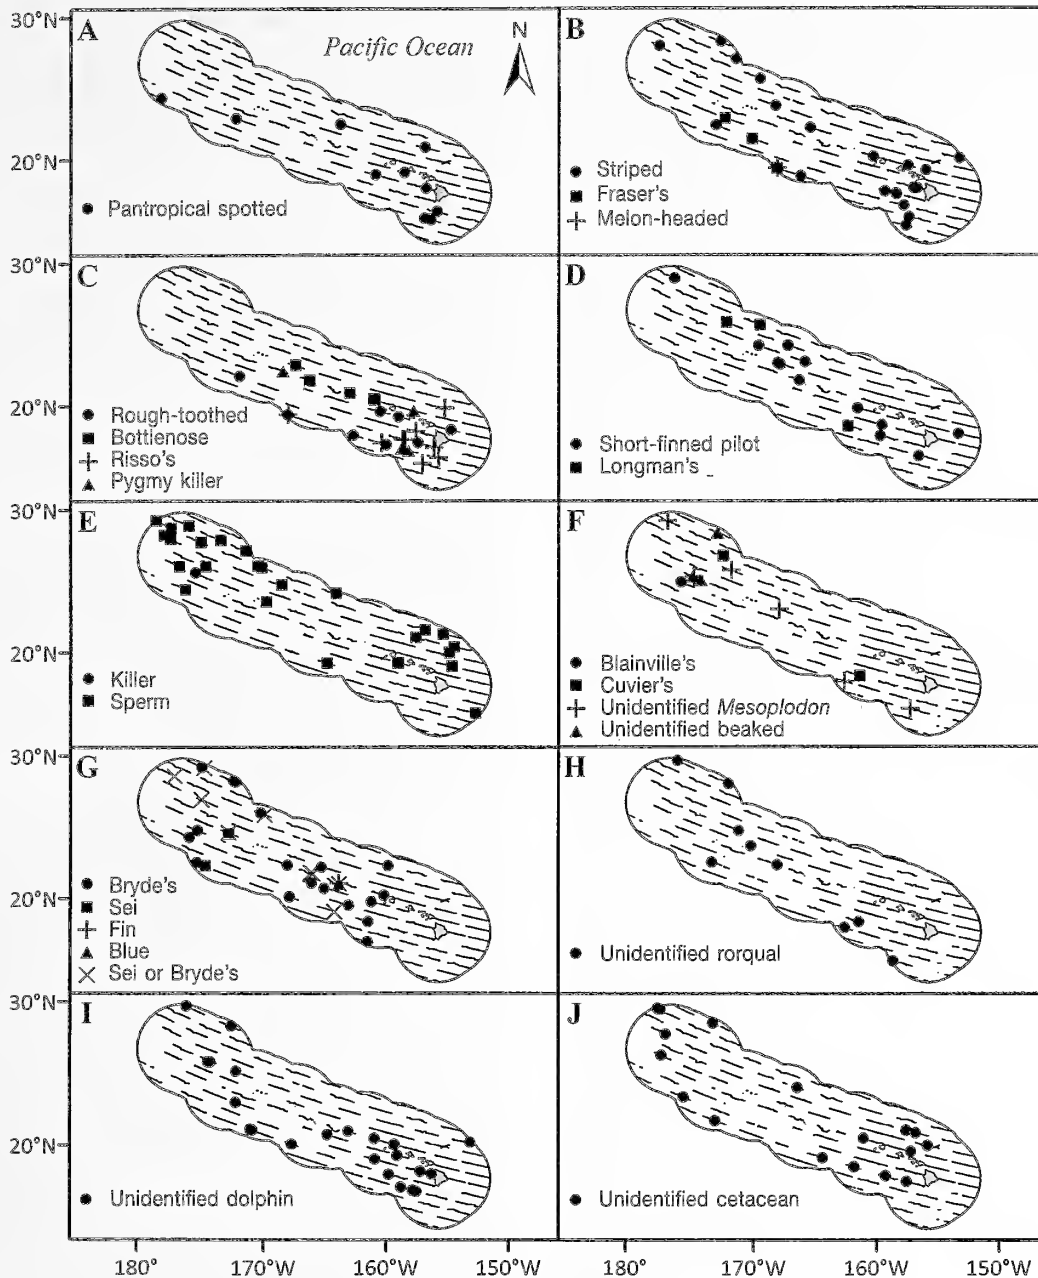 30°N
A
Pacific Ocean
N
B
20°N
Pantropical spotted
Striped
Fraser's
Melon-headed
30°N
C
D
20°N
Rough-toothed
Bottlenose
Risso's
Pygmy killer
Short-finned pilot
Longman's
30°N
E
F
20°N
Killer
Sperm
Blainville's
Cuvier's
Unidentified Mesoplodon
Unidentified beaked
30°N
G
H
20°N
Bryde's
Sei
Fin
Blue
Sei or Bryde's
Unidentified rorqual
30°N
I
J
20°N
Unidentified dolphin
Unidentified cetacean
180° 170°W 160°W 150°W 180° 160°W 150°W